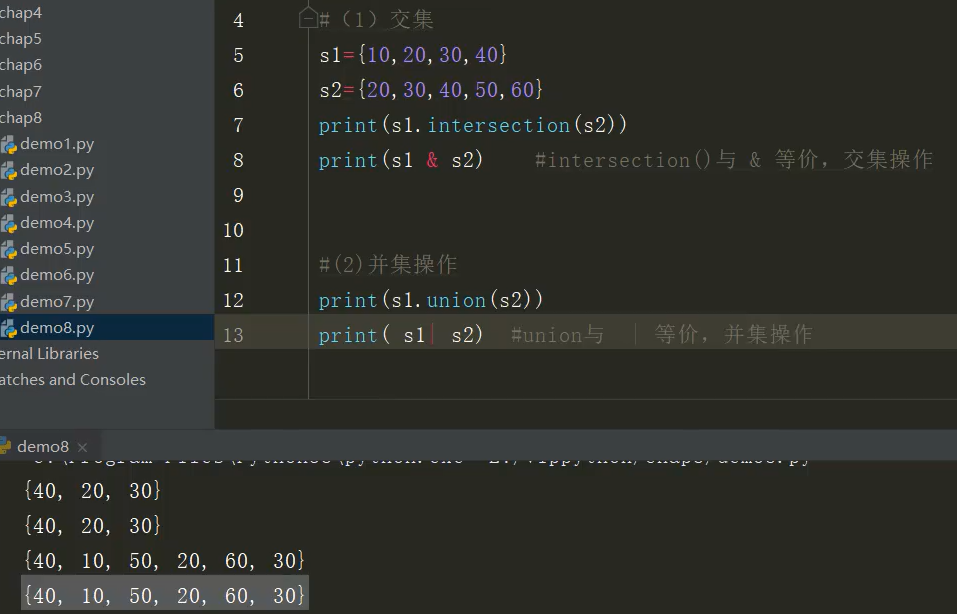 chap4
chap5
chap6
chap7
chap8
demo1.py
demo2.py
demo3.py
demo4.py
demo5.py
demo6.py
demo7.py
demo8.py
ernal Libraries
atches and Consoles
4 #（1）交集
5 s1={10,20,30,40}
6 s2={20,30,40,50,60}
7 print(s1.intersection(s2))
8 print(s1 & s2) #intersection()与 & 等价，交集操作
9
10
11 #(2)并集操作
12 print(s1.union(s2))
13 print( s1| s2) #union与 | 等价，并集操作
demo8
{40, 20, 30}
{40, 20, 30}
{40, 10, 50, 20, 60, 30}
{40, 10, 50, 20, 60, 30}